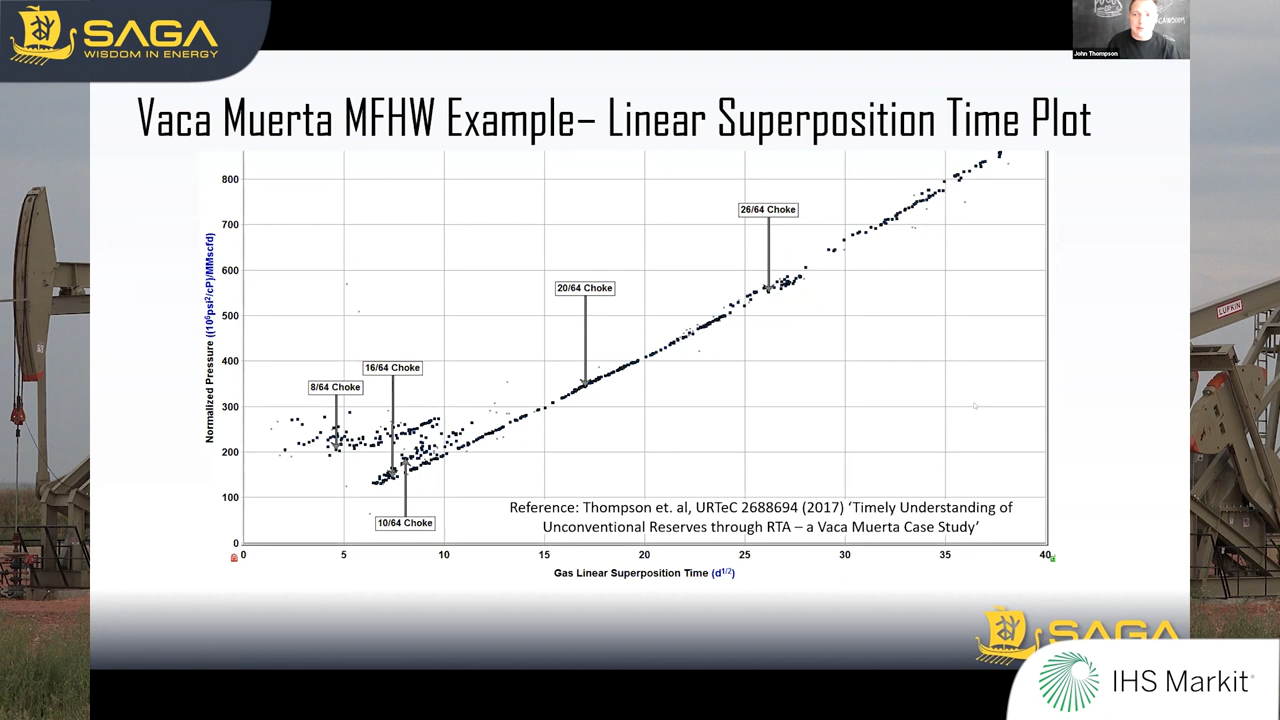 SAGA
WISDOM IN ENERGY
John Thompson
Vaca Muerta MFHW Example– Linear Superposition Time Plot
800
700
600
500
400
300
200
100
0
Normalized Pressure ((10⁶psi²/cP)/MMscfd)
26/64 Choke
20/64 Choke
16/64 Choke
8/64 Choke
10/64 Choke
Reference: Thompson et. al, URTeC 2688694 (2017) ‘Timely Understanding of
Unconventional Reserves through RTA – a Vaca Muerta Case Study’
0 5 10 15 20 25 30 35 40
Gas Linear Superposition Time (d¹/²)
LUFKIN
SAGA
IHS Markit